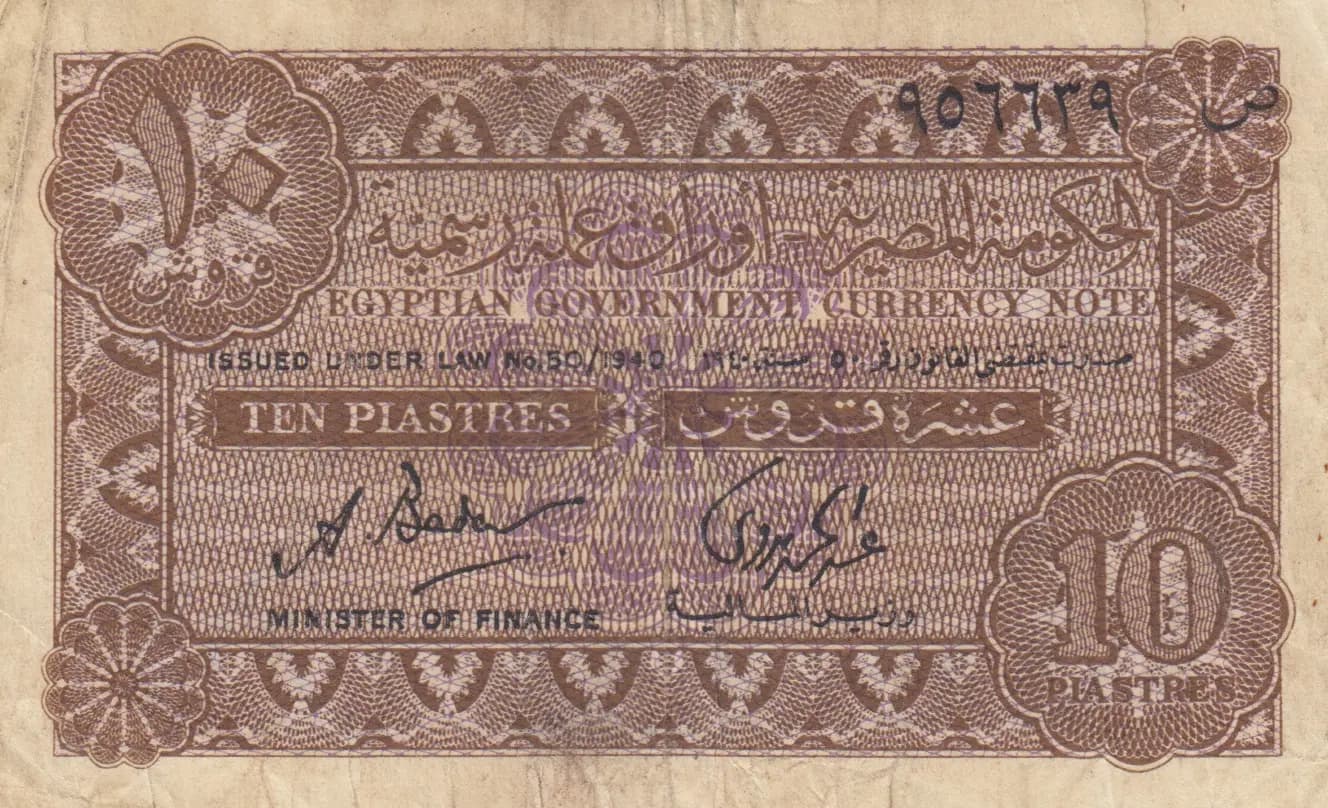 ٩٥٦٦٣٩ ص
١٠
قروش
الحكومة المصرية - أوراق عملة رسمية
EGYPTIAN GOVERNMENT CURRENCY NOTE
ISSUED UNDER LAW No. 50/1940 صدرت بمقتضى القانون رقم ٥٠ سنة ١٩٤٠
TEN PIASTRES عشرة قروش
A. Badaw
MINISTER OF FINANCE وزير المالية
10
PIASTRES